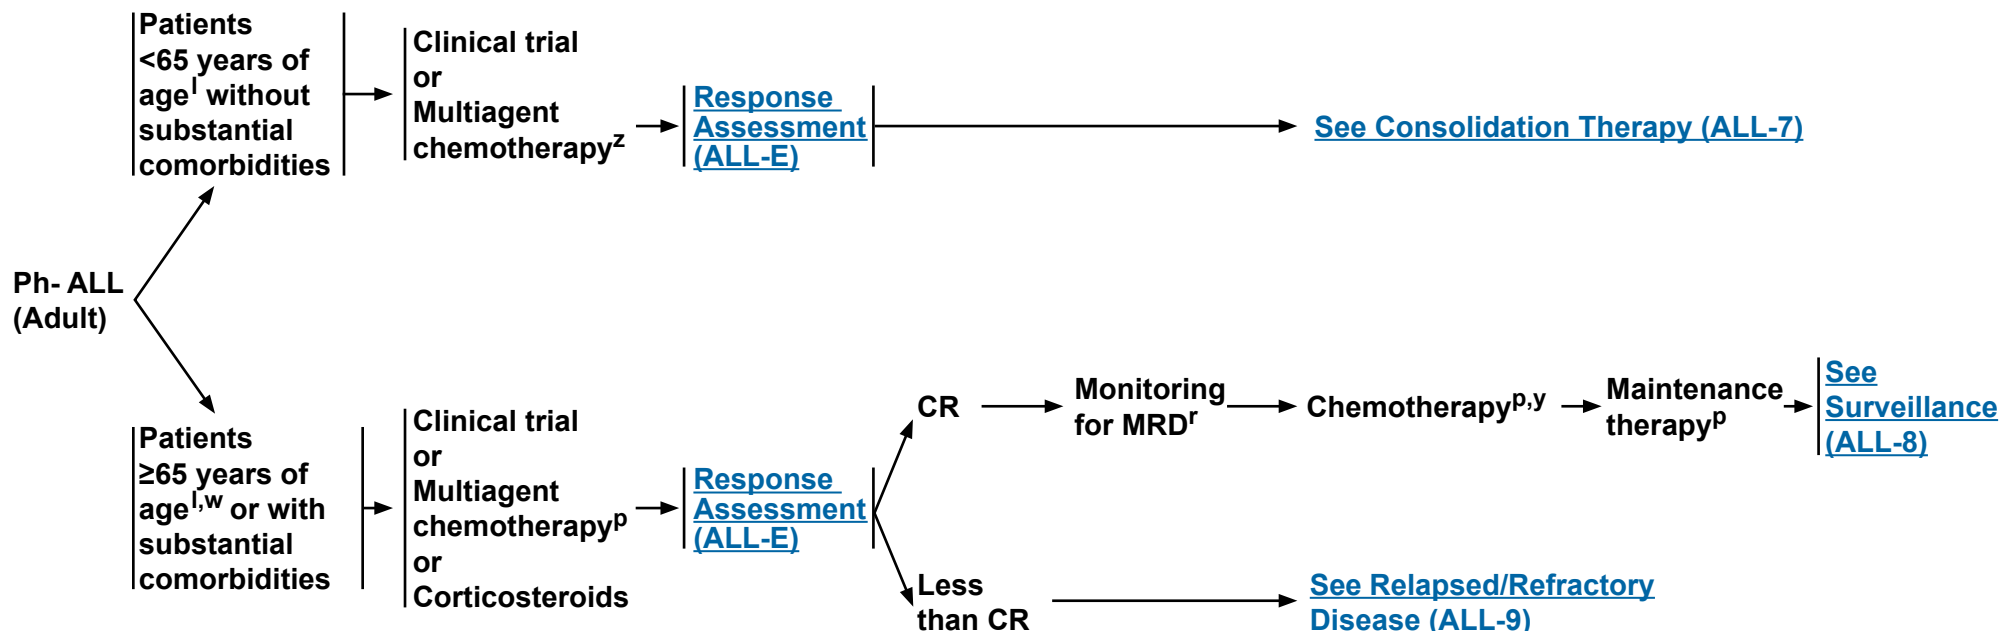 Patients
<65 years of
ageˡ without
substantial
comorbidities
Clinical trial
or
Multiagent
chemotherapyᶻ
Response
Assessment
(ALL-E)
See Consolidation Therapy (ALL-7)
Ph- ALL
(Adult)
Patients
≥65 years of
ageˡ,ʷ or with
substantial
comorbidities
Clinical trial
or
Multiagent
chemotherapyᵖ
or
Corticosteroids
Response
Assessment
(ALL-E)
CR
Monitoring
for MRDʳ
Chemotherapyᵖ,ʸ
Maintenance
therapyᵖ
See
Surveillance
(ALL-8)
Less
than CR
See Relapsed/Refractory
Disease (ALL-9)